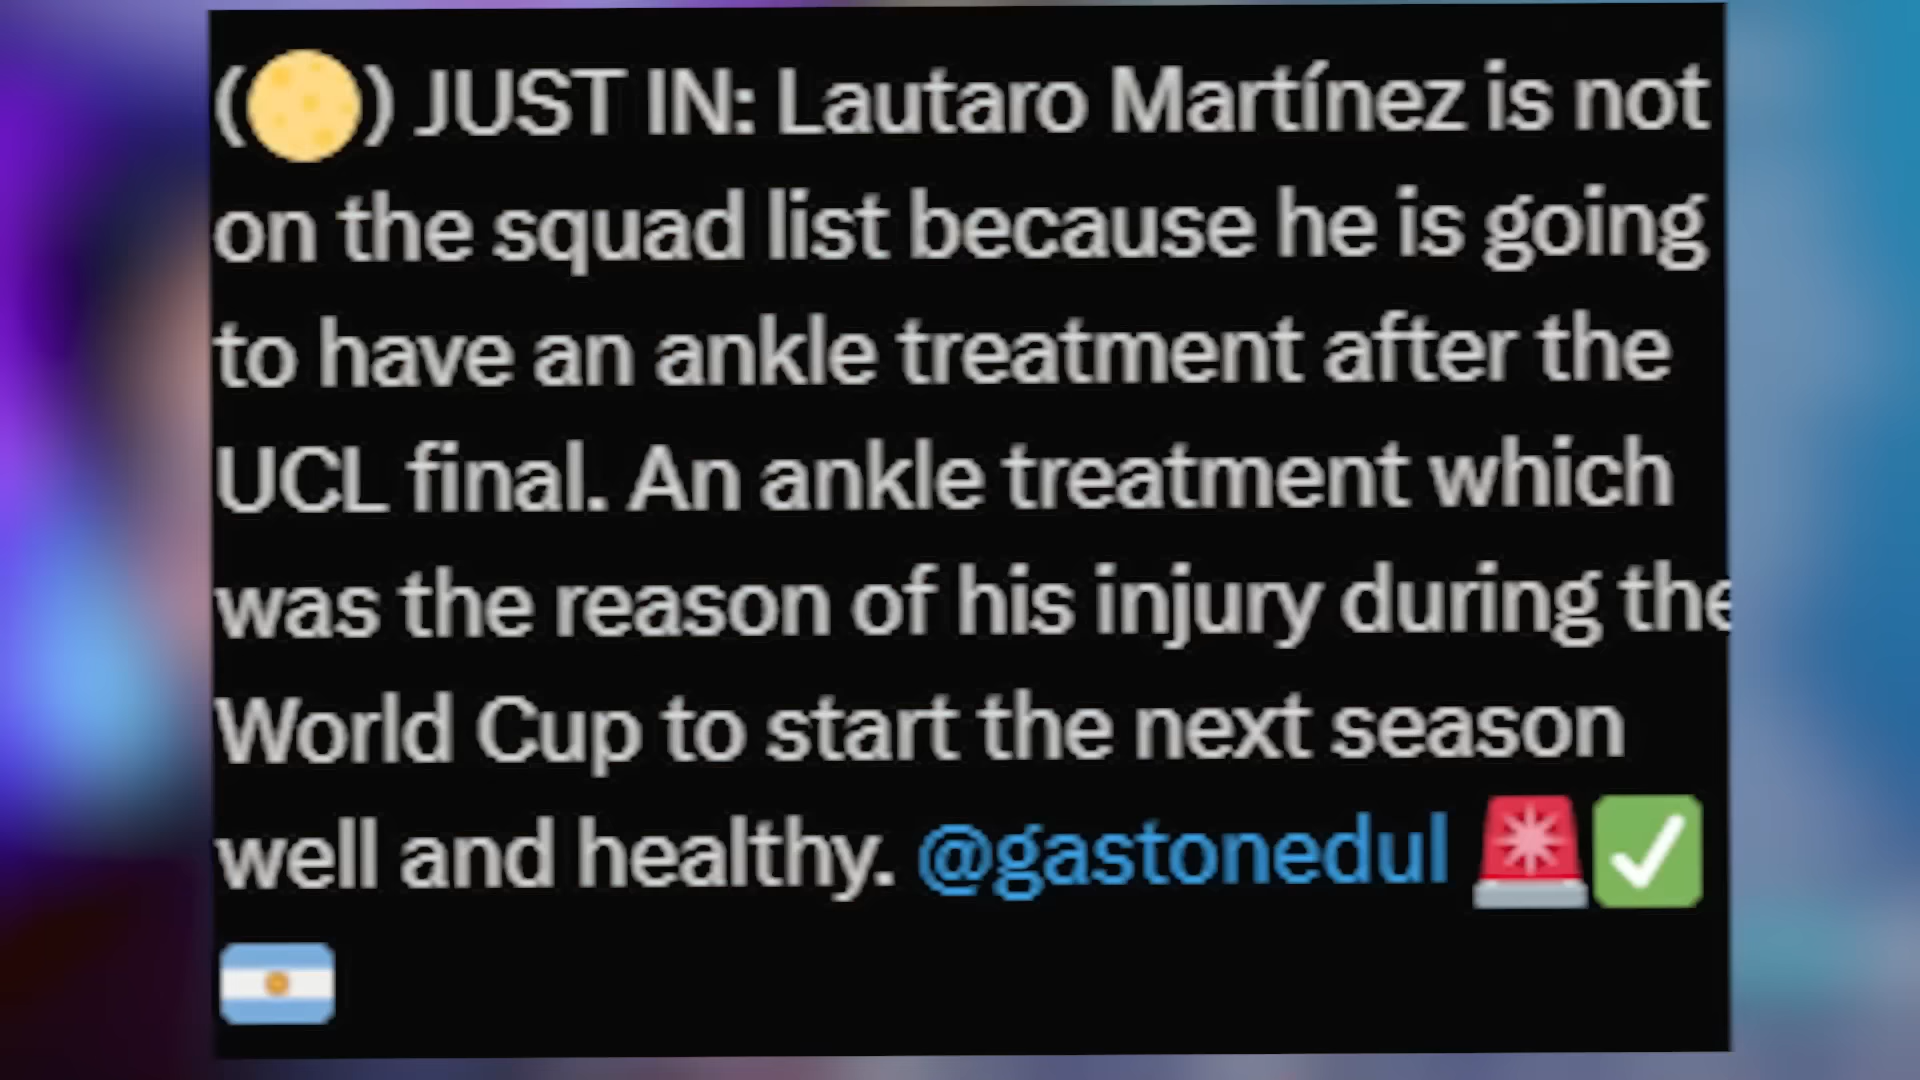 (🌕) JUST IN: Lautaro Martínez is not
on the squad list because he is going
to have an ankle treatment after the
UCL final. An ankle treatment which
was the reason of his injury during the
World Cup to start the next season
well and healthy. @gastonedul 🚨✅
🇦🇷